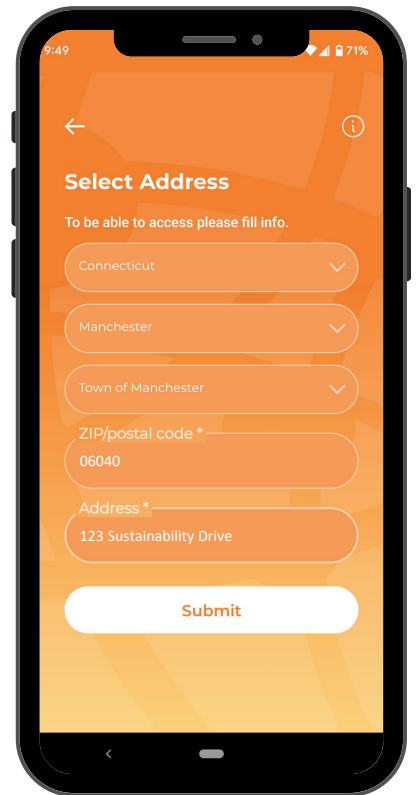 9:49
71%
Select Address
To be able to access please fill info.
Connecticut
Manchester
Town of Manchester
ZIP/postal code *
06040
Address *
123 Sustainability Drive
Submit